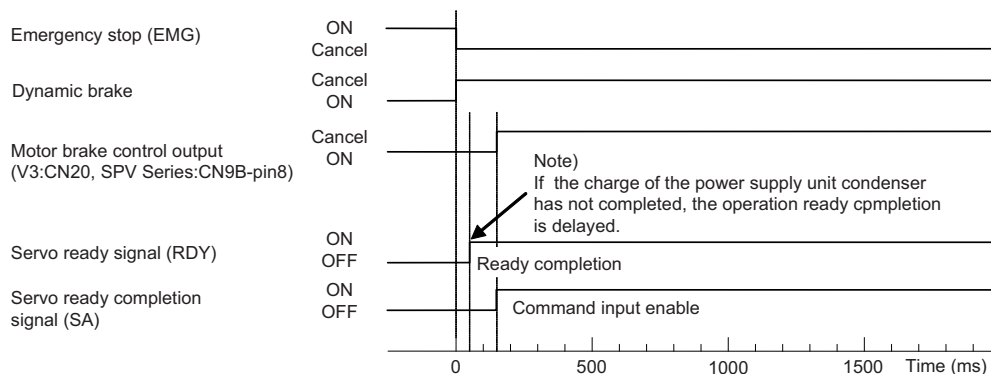 Emergency stop (EMG)
ON
Cancel
Dynamic brake
Cancel
ON
Motor brake control output
(V3:CN20, SPV Series:CN9B-pin8)
Cancel
ON
Note)
If the charge of the power supply unit condenser
has not completed, the operation ready cpmpletion
is delayed.
Servo ready signal (RDY)
ON
OFF
Ready completion
Servo ready completion
signal (SA)
ON
OFF
Command input enable
0 500 1000 1500 Time (ms)